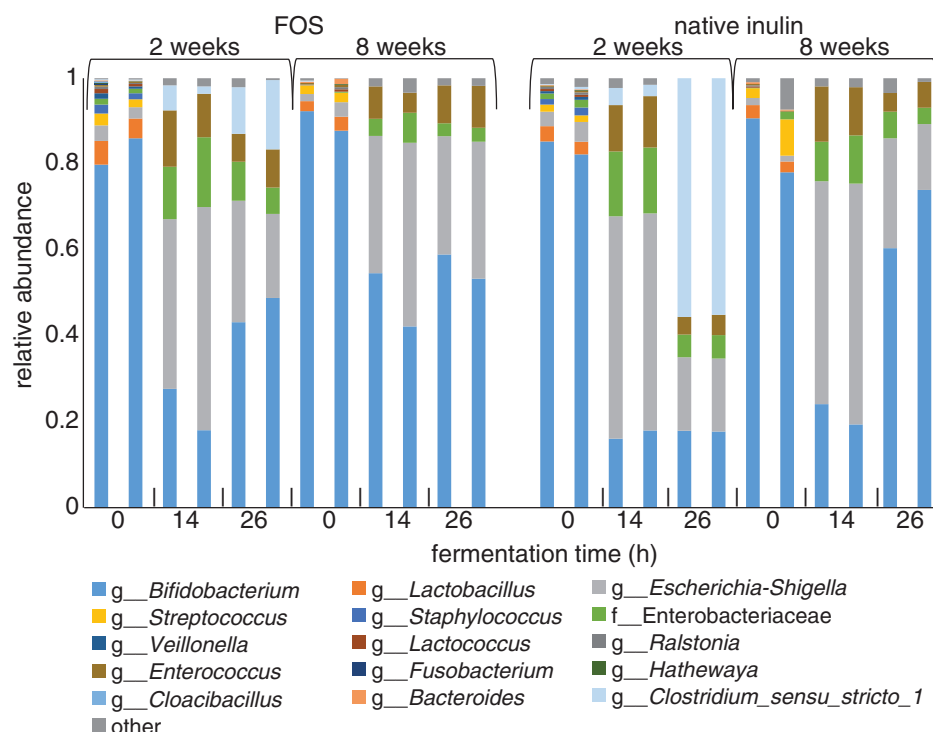 FOS native inulin
2 weeks 8 weeks 2 weeks 8 weeks
1
0.8
0.6
0.4
0.2
0
relative abundance
0 14 26 0 14 26 0 14 26 0 14 26
fermentation time (h)
g__Bifidobacterium g__Lactobacillus g__Escherichia-Shigella
g__Streptococcus g__Staphylococcus f__Enterobacteriaceae
g__Veillonella g__Lactococcus g__Ralstonia
g__Enterococcus g__Fusobacterium g__Hathewaya
g__Cloacibacillus g__Bacteroides g__Clostridium_sensu_stricto_1
other